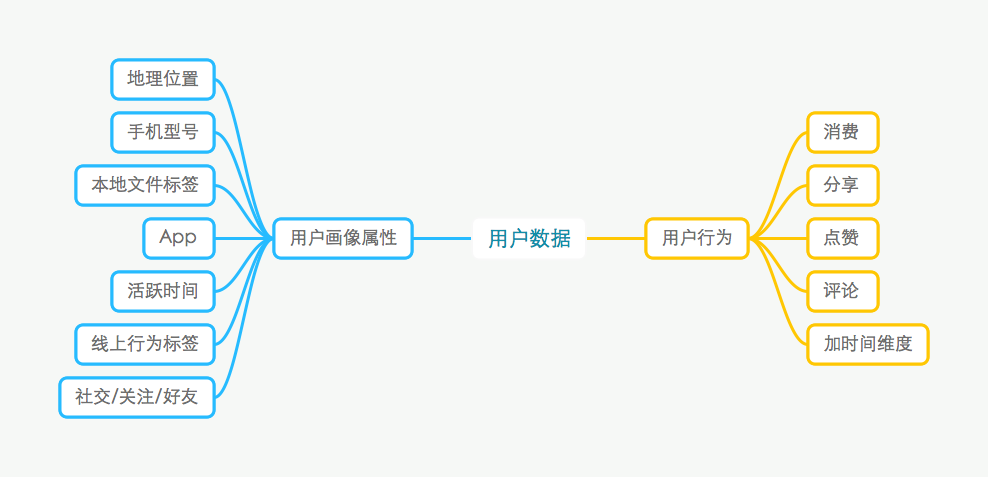 地理位置
手机型号
本地文件标签
App
活跃时间
线上行为标签
社交/关注/好友
用户画像属性
用户数据
用户行为
消费
分享
点赞
评论
加时间维度